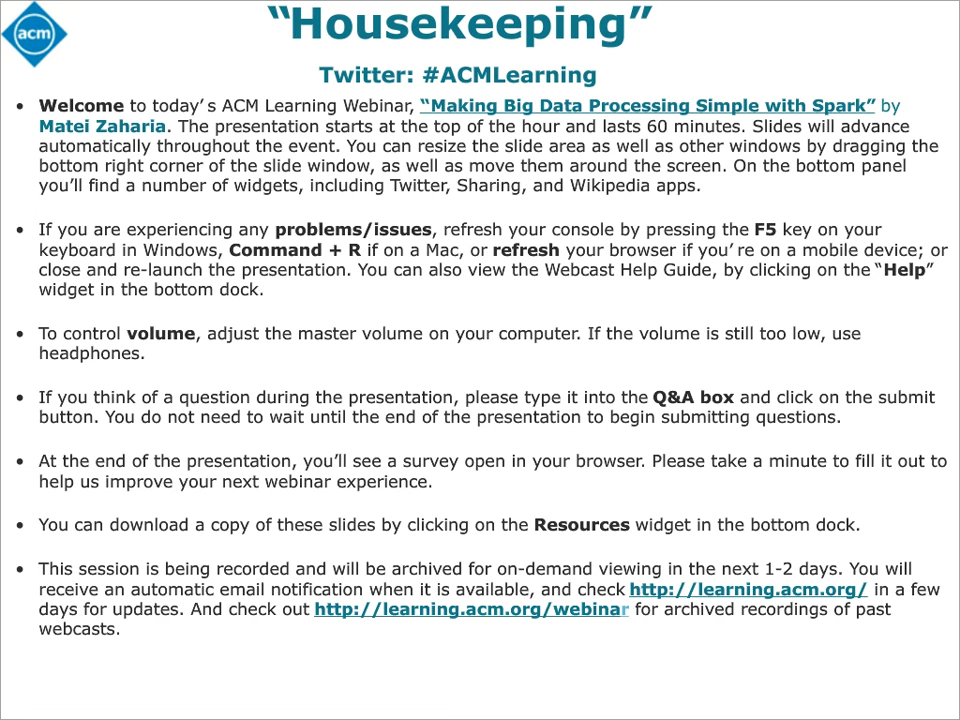 acm
“Housekeeping”
Twitter: #ACMLearning
• Welcome to today’s ACM Learning Webinar, “Making Big Data Processing Simple with Spark” by
Matei Zaharia. The presentation starts at the top of the hour and lasts 60 minutes. Slides will advance
automatically throughout the event. You can resize the slide area as well as other windows by dragging the
bottom right corner of the slide window, as well as move them around the screen. On the bottom panel
you’ll find a number of widgets, including Twitter, Sharing, and Wikipedia apps.
• If you are experiencing any problems/issues, refresh your console by pressing the F5 key on your
keyboard in Windows, Command + R if on a Mac, or refresh your browser if you’re on a mobile device; or
close and re-launch the presentation. You can also view the Webcast Help Guide, by clicking on the “Help”
widget in the bottom dock.
• To control volume, adjust the master volume on your computer. If the volume is still too low, use
headphones.
• If you think of a question during the presentation, please type it into the Q&A box and click on the submit
button. You do not need to wait until the end of the presentation to begin submitting questions.
• At the end of the presentation, you’ll see a survey open in your browser. Please take a minute to fill it out to
help us improve your next webinar experience.
• You can download a copy of these slides by clicking on the Resources widget in the bottom dock.
• This session is being recorded and will be archived for on-demand viewing in the next 1-2 days. You will
receive an automatic email notification when it is available, and check http://learning.acm.org/ in a few
days for updates. And check out http://learning.acm.org/webinar for archived recordings of past
webcasts.